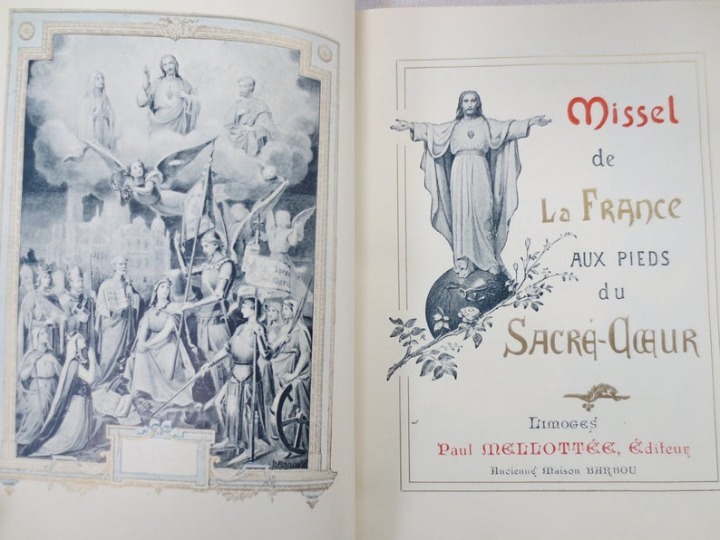 Missel
de
La France
aux pieds
du
Sacré-Cœur
Limoges
Paul MELLOTTÉE, Éditeur
Ancienne Maison BARBOU